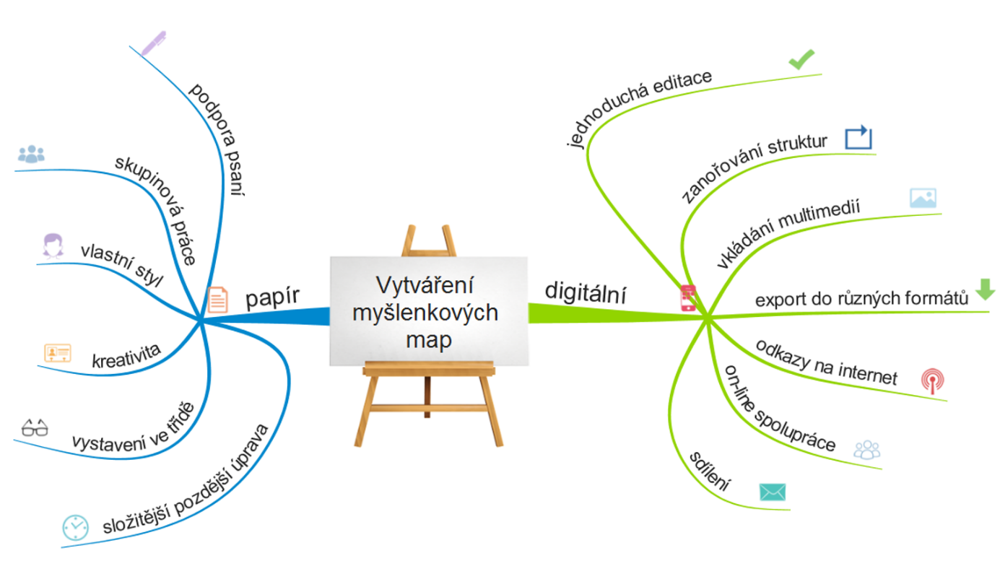 Vytváření
myšlenkových
map
papír
podpora psaní
skupinová práce
vlastní styl
kreativita
vystavení ve třídě
složitější pozdější úprava
digitální
jednoduchá editace
zanořování struktur
vkládání multimedií
export do různých formátů
odkazy na internet
on-line spolupráce
sdílení